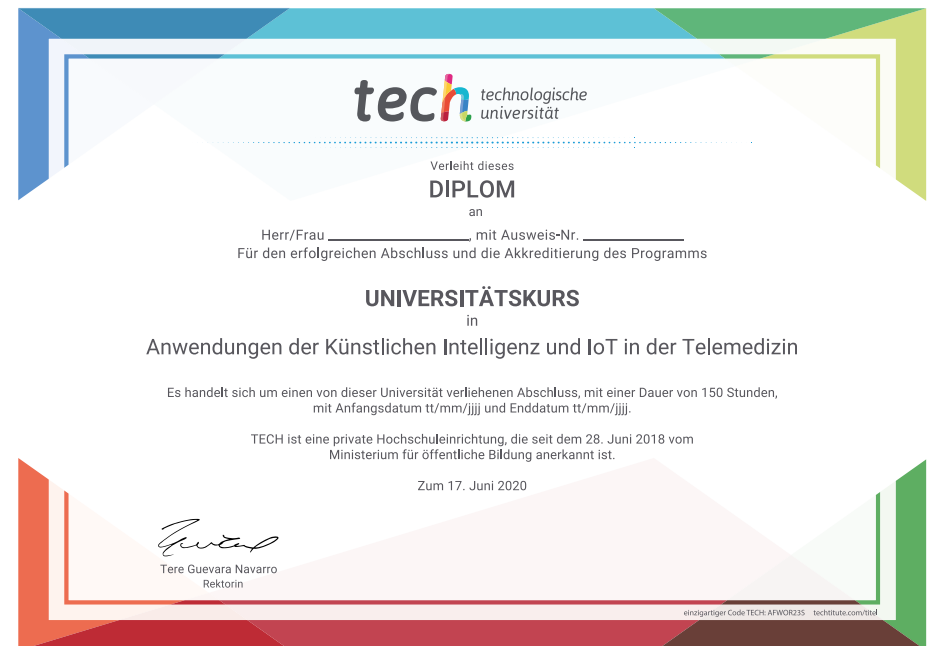 tech technologische
universität
Verleiht dieses
DIPLOM
an
Herr/Frau ____________, mit Ausweis-Nr. ____________
Für den erfolgreichen Abschluss und die Akkreditierung des Programms
UNIVERSITÄTSKURS
in
Anwendungen der Künstlichen Intelligenz und IoT in der Telemedizin
Es handelt sich um einen von dieser Universität verliehenen Abschluss, mit einer Dauer von 150 Stunden,
mit Anfangsdatum tt/mm/jjjj und Enddatum tt/mm/jjjj.
TECH ist eine private Hochschuleinrichtung, die seit dem 28. Juni 2018 vom
Ministerium für öffentliche Bildung anerkannt ist.
Zum 17. Juni 2020
Tere Guevara Navarro
Rektorin
einzigartiger Code TECH: AFWOR23S techtitute.com/titel